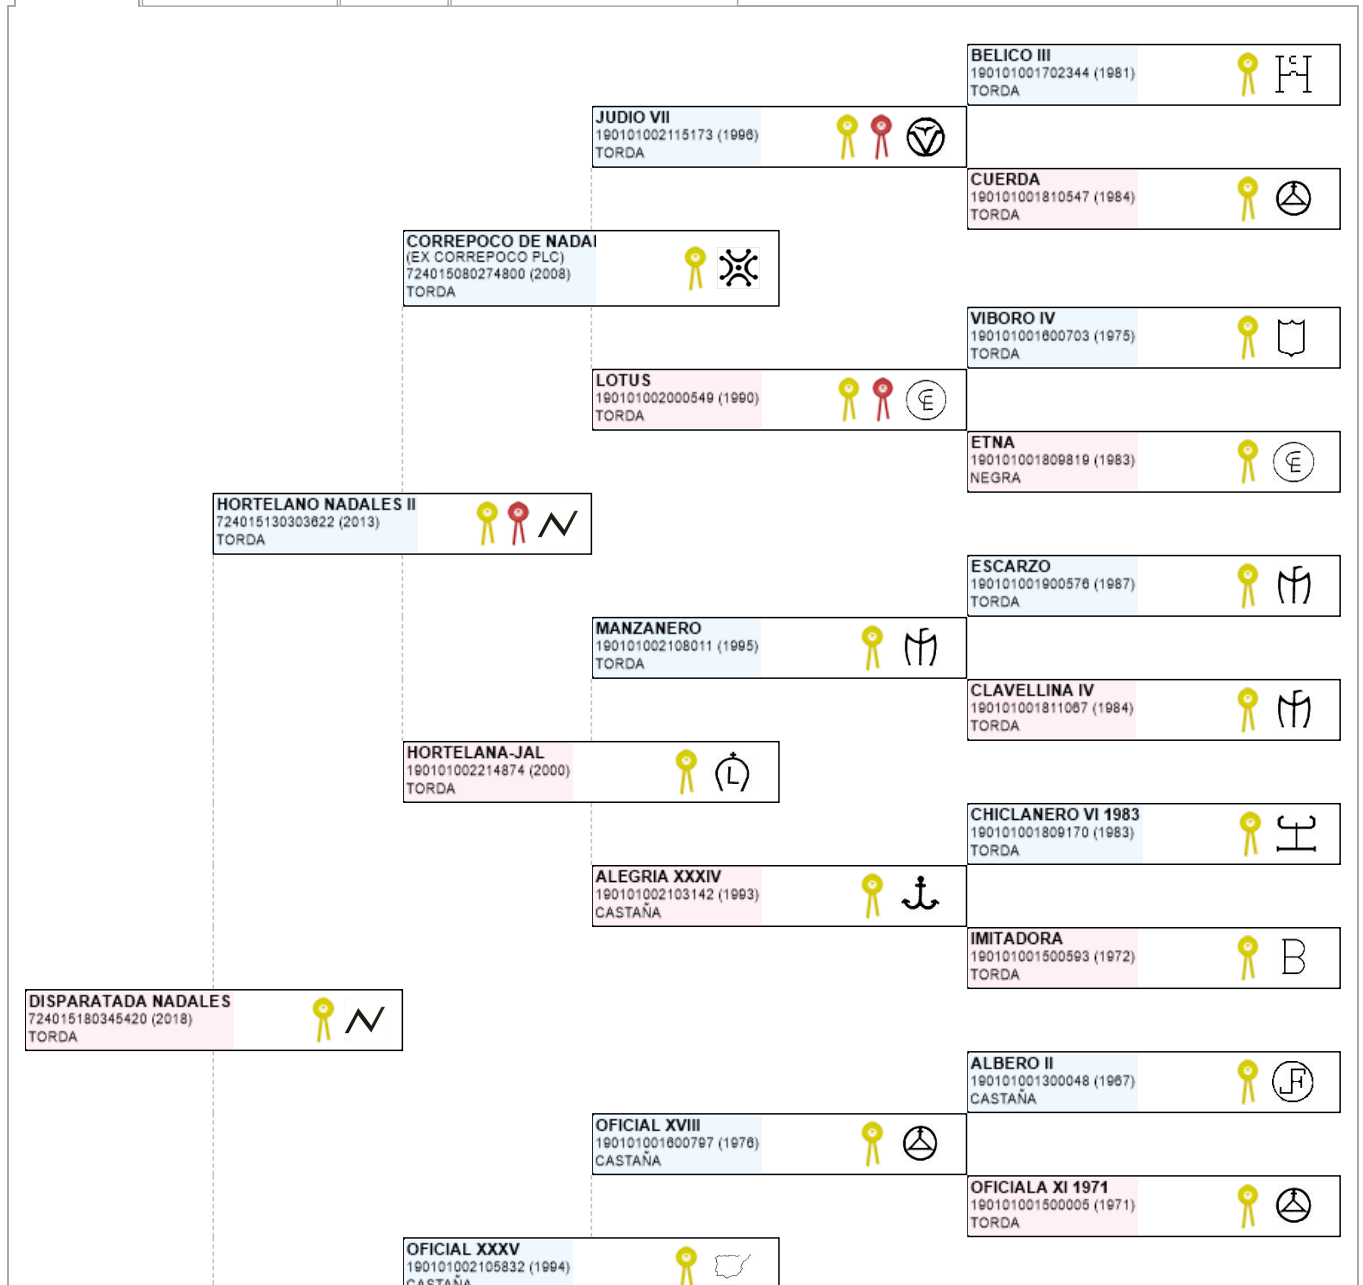 BELICO III
190101001702344 (1981)
TORDA
JUDIO VII
190101002115173 (1996)
TORDA
CUERDA
190101001810547 (1984)
TORDA
CORREPOCO DE NADAI
(EX CORREPOCO PLC)
724015080274800 (2008)
TORDA
VIBORO IV
190101001600703 (1975)
TORDA
LOTUS
190101002000549 (1990)
TORDA
ETNA
190101001809819 (1983)
NEGRA
HORTELANO NADALES II
724015130303622 (2013)
TORDA
ESCARZO
190101001900576 (1987)
TORDA
MANZANERO
190101002108011 (1995)
TORDA
CLAVELLINA IV
190101001811067 (1984)
TORDA
HORTELANA-JAL
190101002214874 (2000)
TORDA
CHICLANERO VI 1983
190101001809170 (1983)
TORDA
ALEGRIA XXXIV
190101002103142 (1993)
CASTAÑA
IMITADORA
190101001500593 (1972)
TORDA
DISPARATADA NADALES
724015180345420 (2018)
TORDA
ALBERO II
190101001300048 (1967)
CASTAÑA
OFICIAL XVIII
190101001600797 (1976)
CASTAÑA
OFICIALA XI 1971
190101001500005 (1971)
TORDA
OFICIAL XXXV
190101002105832 (1994)
CASTAÑA